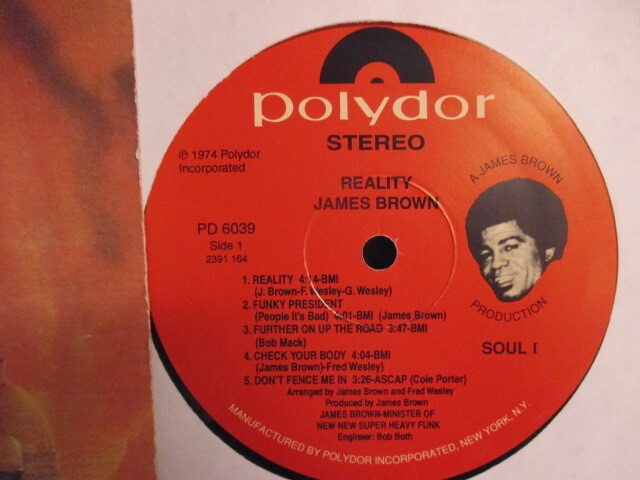 polydor
STEREO
℗ 1974 Polydor
Incorporated
REALITY
JAMES BROWN
A JAMES BROWN
PRODUCTION
PD 6039
Side 1
2391 164
SOUL I
1. REALITY 4:14-BMI
(J. Brown-F. Wesley-G. Wesley)
2. FUNKY PRESIDENT
(People It's Bad) 4:01-BMI (James Brown)
3. FURTHER ON UP THE ROAD 3:47-BMI
(Bob Mack)
4. CHECK YOUR BODY 4:04-BMI
(James Brown)-Fred Wesley)
5. DON'T FENCE ME IN 3:26-ASCAP (Cole Porter)
Arranged by James Brown and Fred Wesley
Produced by James Brown
JAMES BROWN-MINISTER OF
NEW NEW SUPER HEAVY FUNK
Engineer: Bob Both
MANUFACTURED BY POLYDOR INCORPORATED, NEW YORK, N.Y.